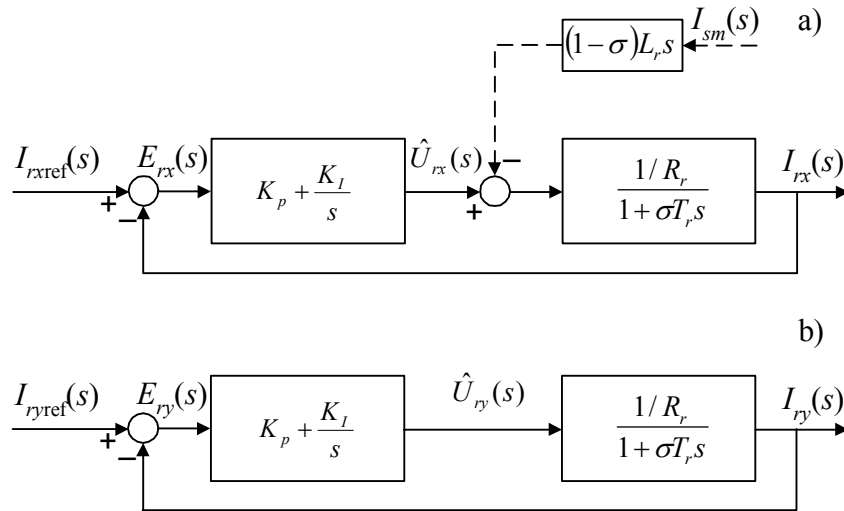 (1−σ)L_r s
I_sm(s)
a)
I_rxref(s)
E_rx(s)
K_p + K_I/s
Û_rx(s)
(1/R_r)/(1+σT_r s)
I_rx(s)
+
−
+
−
b)
I_ryref(s)
E_ry(s)
K_p + K_I/s
Û_ry(s)
(1/R_r)/(1+σT_r s)
I_ry(s)
+
−